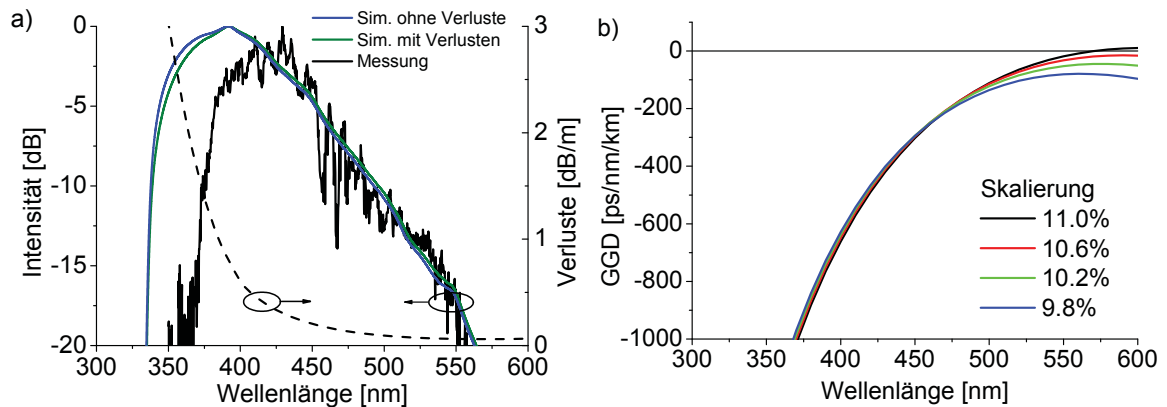 a)
Sim. ohne Verluste
Sim. mit Verlusten
Messung
0
-5
-10
-15
-20
Intensität [dB]
3
2
1
0
Verluste [dB/m]
300 350 400 450 500 550 600
Wellenlänge [nm]
b)
0
-200
-400
-600
-800
-1000
GGD [ps/nm/km]
Skalierung
11.0%
10.6%
10.2%
9.8%
300 350 400 450 500 550 600
Wellenlänge [nm]